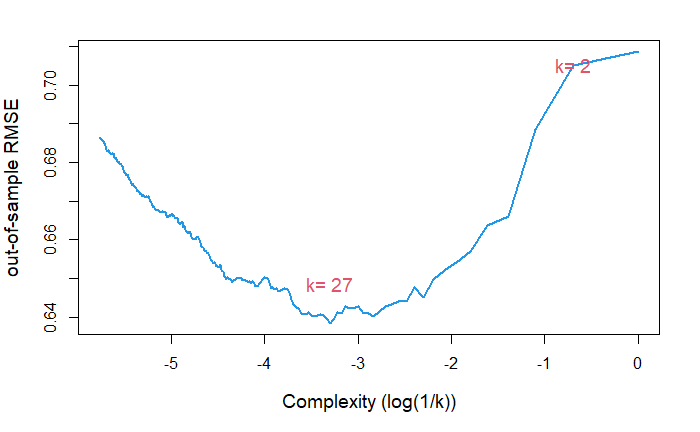 k= 2
k= 27
out-of-sample RMSE
0.70
0.68
0.66
0.64
-5 -4 -3 -2 -1 0
Complexity (log(1/k))